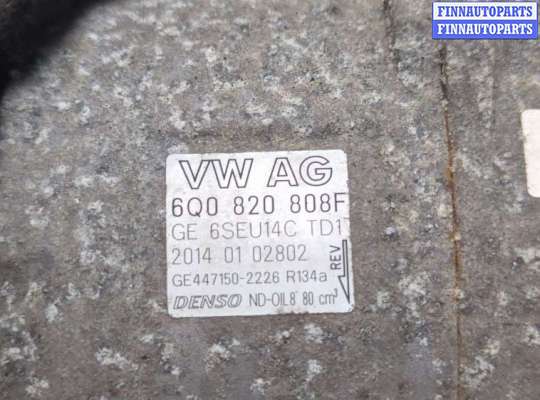 FINNAUTOPARTS
FINNAUTOPARTS
VW AG
6Q0 820 808F
GE 6SEU14C TD1
2014 01 02802
GE447150-2226 R134a
DENSO ND-OIL8 80 cm³
REV